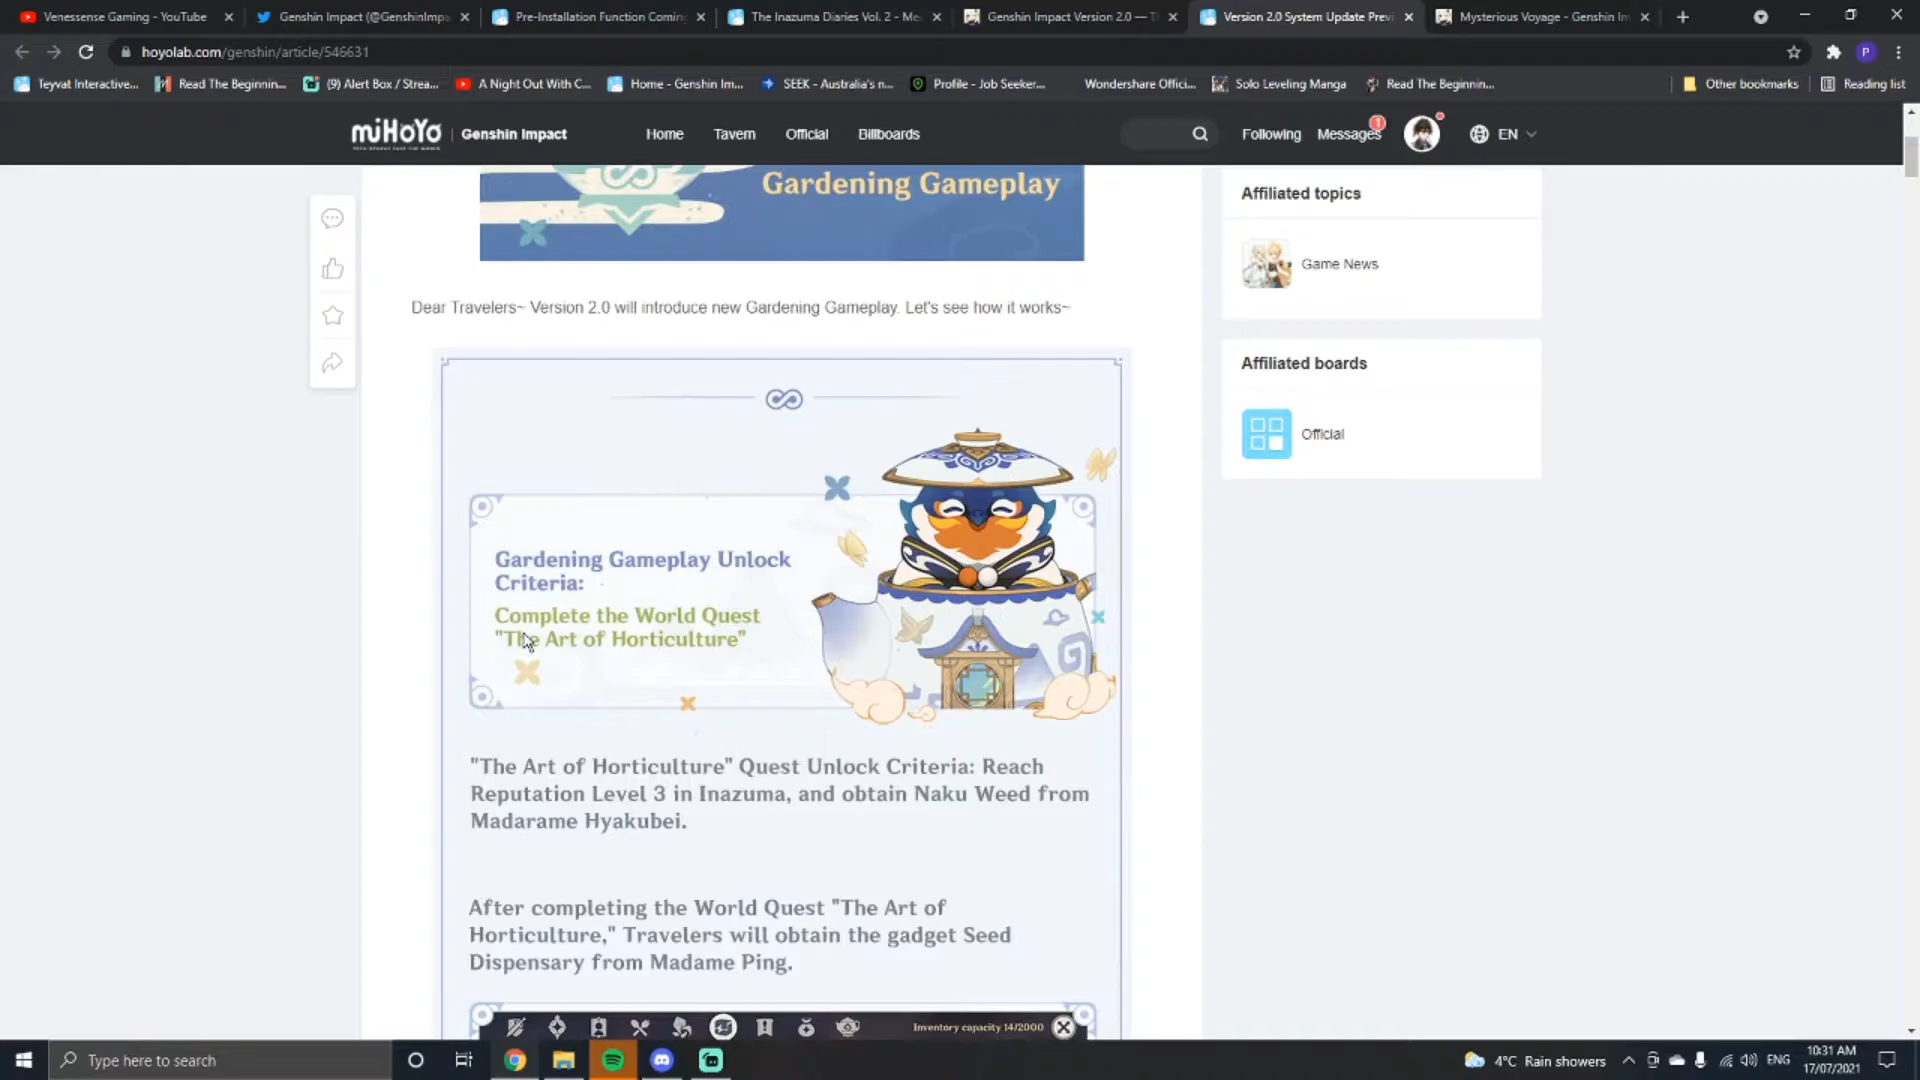 Venessense Gaming - YouTube
Genshin Impact (@GenshinImpa
Pre-Installation Function Coming
The Inazuma Diaries Vol. 2 - Me
Genshin Impact Version 2.0 — T
Version 2.0 System Update Previ
Mysterious Voyage - Genshin Im
hoyolab.com/genshin/article/546631
P
Teyvat Interactive...
Read The Beginnin...
(9) Alert Box / Strea...
A Night Out With C...
Home - Genshin Im...
SEEK - Australia's n...
Profile - Job Seeker...
Wondershare Offici...
Solo Leveling Manga
Read The Beginnin...
Other bookmarks
Reading list
miHoYo
Genshin Impact
Home
Tavern
Official
Billboards
Following
Messages
1
EN
Gardening Gameplay
Dear Travelers~ Version 2.0 will introduce new Gardening Gameplay. Let's see how it works~
Gardening Gameplay Unlock
Criteria:
Complete the World Quest
"The Art of Horticulture"
"The Art of Horticulture" Quest Unlock Criteria: Reach
Reputation Level 3 in Inazuma, and obtain Naku Weed from
Madarame Hyakubei.
After completing the World Quest "The Art of
Horticulture," Travelers will obtain the gadget Seed
Dispensary from Madame Ping.
Inventory capacity 14/2000
Affiliated topics
Game News
Affiliated boards
Official
Type here to search
4°C Rain showers
ENG
10:31 AM
17/07/2021